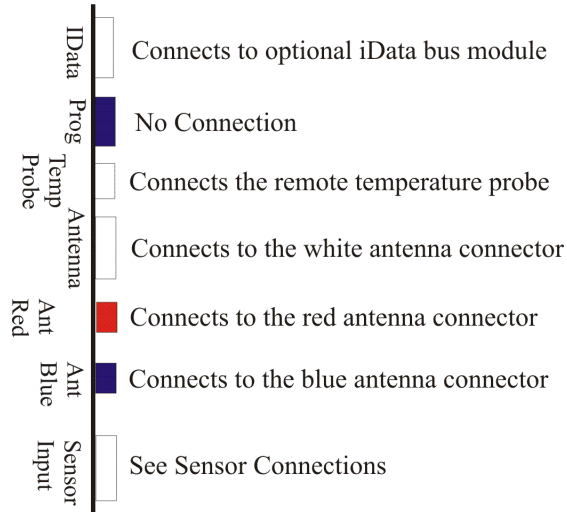 IData
Connects to optional iData bus module
Prog
No Connection
Temp
Probe
Connects the remote temperature probe
Antenna
Connects to the white antenna connector
Ant
Red
Connects to the red antenna connector
Ant
Blue
Connects to the blue antenna connector
Sensor
Input
See Sensor Connections